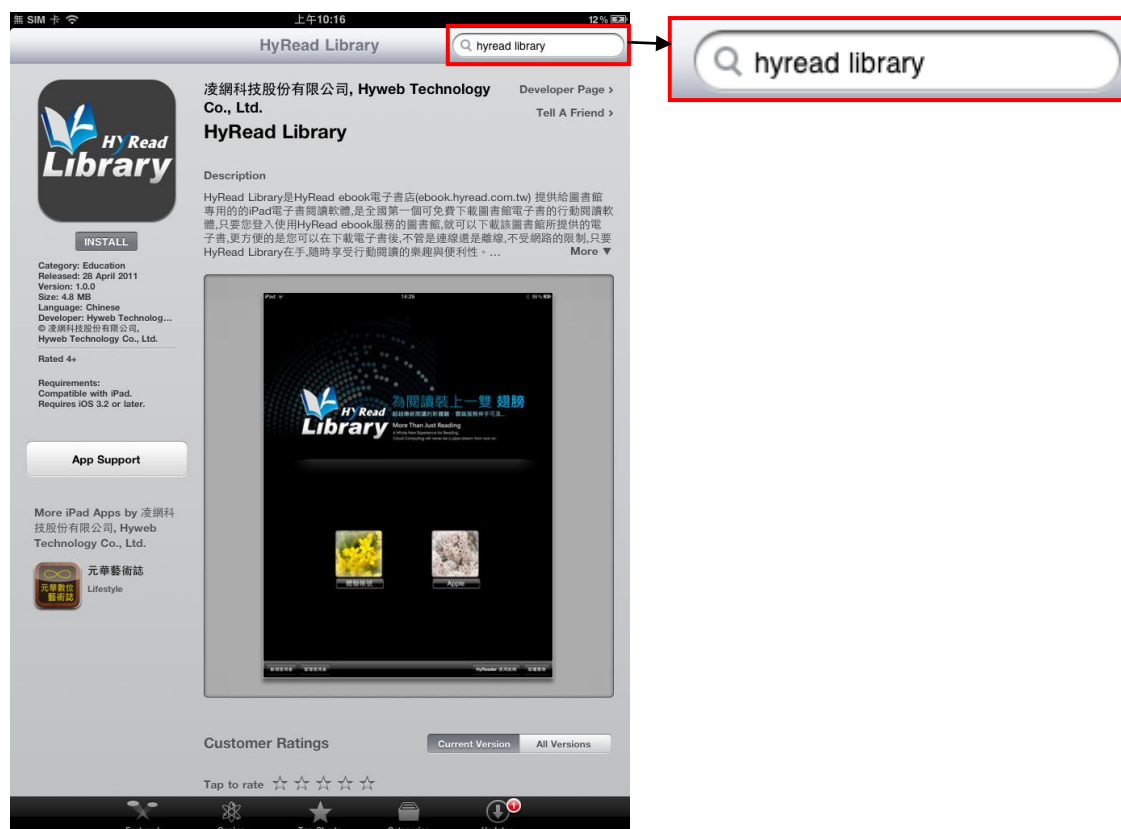 無 SIM 卡
上午10:16
12%
HyRead Library
hyread library
hyread library
HyRead
Library
INSTALL
Category: Education
Released: 28 April 2011
Version: 1.0.0
Size: 4.8 MB
Language: Chinese
Developer: Hyweb Technolog...
© 凌網科技股份有限公司,
Hyweb Technology Co., Ltd.
Rated 4+
Requirements:
Compatible with iPad.
Requires iOS 3.2 or later.
App Support
More iPad Apps by 凌網科
技股份有限公司, Hyweb
Technology Co., Ltd.
元華數位
藝術誌
元華藝術誌
Lifestyle
凌網科技股份有限公司, Hyweb Technology
Co., Ltd.
Developer Page ›
Tell A Friend ›
HyRead Library
Description
HyRead Library是HyRead ebook電子書店(ebook.hyread.com.tw) 提供給圖書館
專用的的iPad電子書閱讀軟體,是全國第一個可免費下載圖書館電子書的行動閱讀軟
體,只要您登入使用HyRead ebook服務的圖書館,就可以下載該圖書館所提供的電
子書,更方便的是您可以在下載電子書後,不管是連線還是離線,不受網路的限制,只要
HyRead Library在手,隨時享受行動閱讀的樂趣與便利性。... More ▼
iPad
14:26
HyRead
Library
為閱讀裝上一雙 翅膀
More Than Just Reading
A Whole New Experience for Reading
Apple
Customer Ratings
Current Version
All Versions
Tap to rate ☆ ☆ ☆ ☆ ☆
1